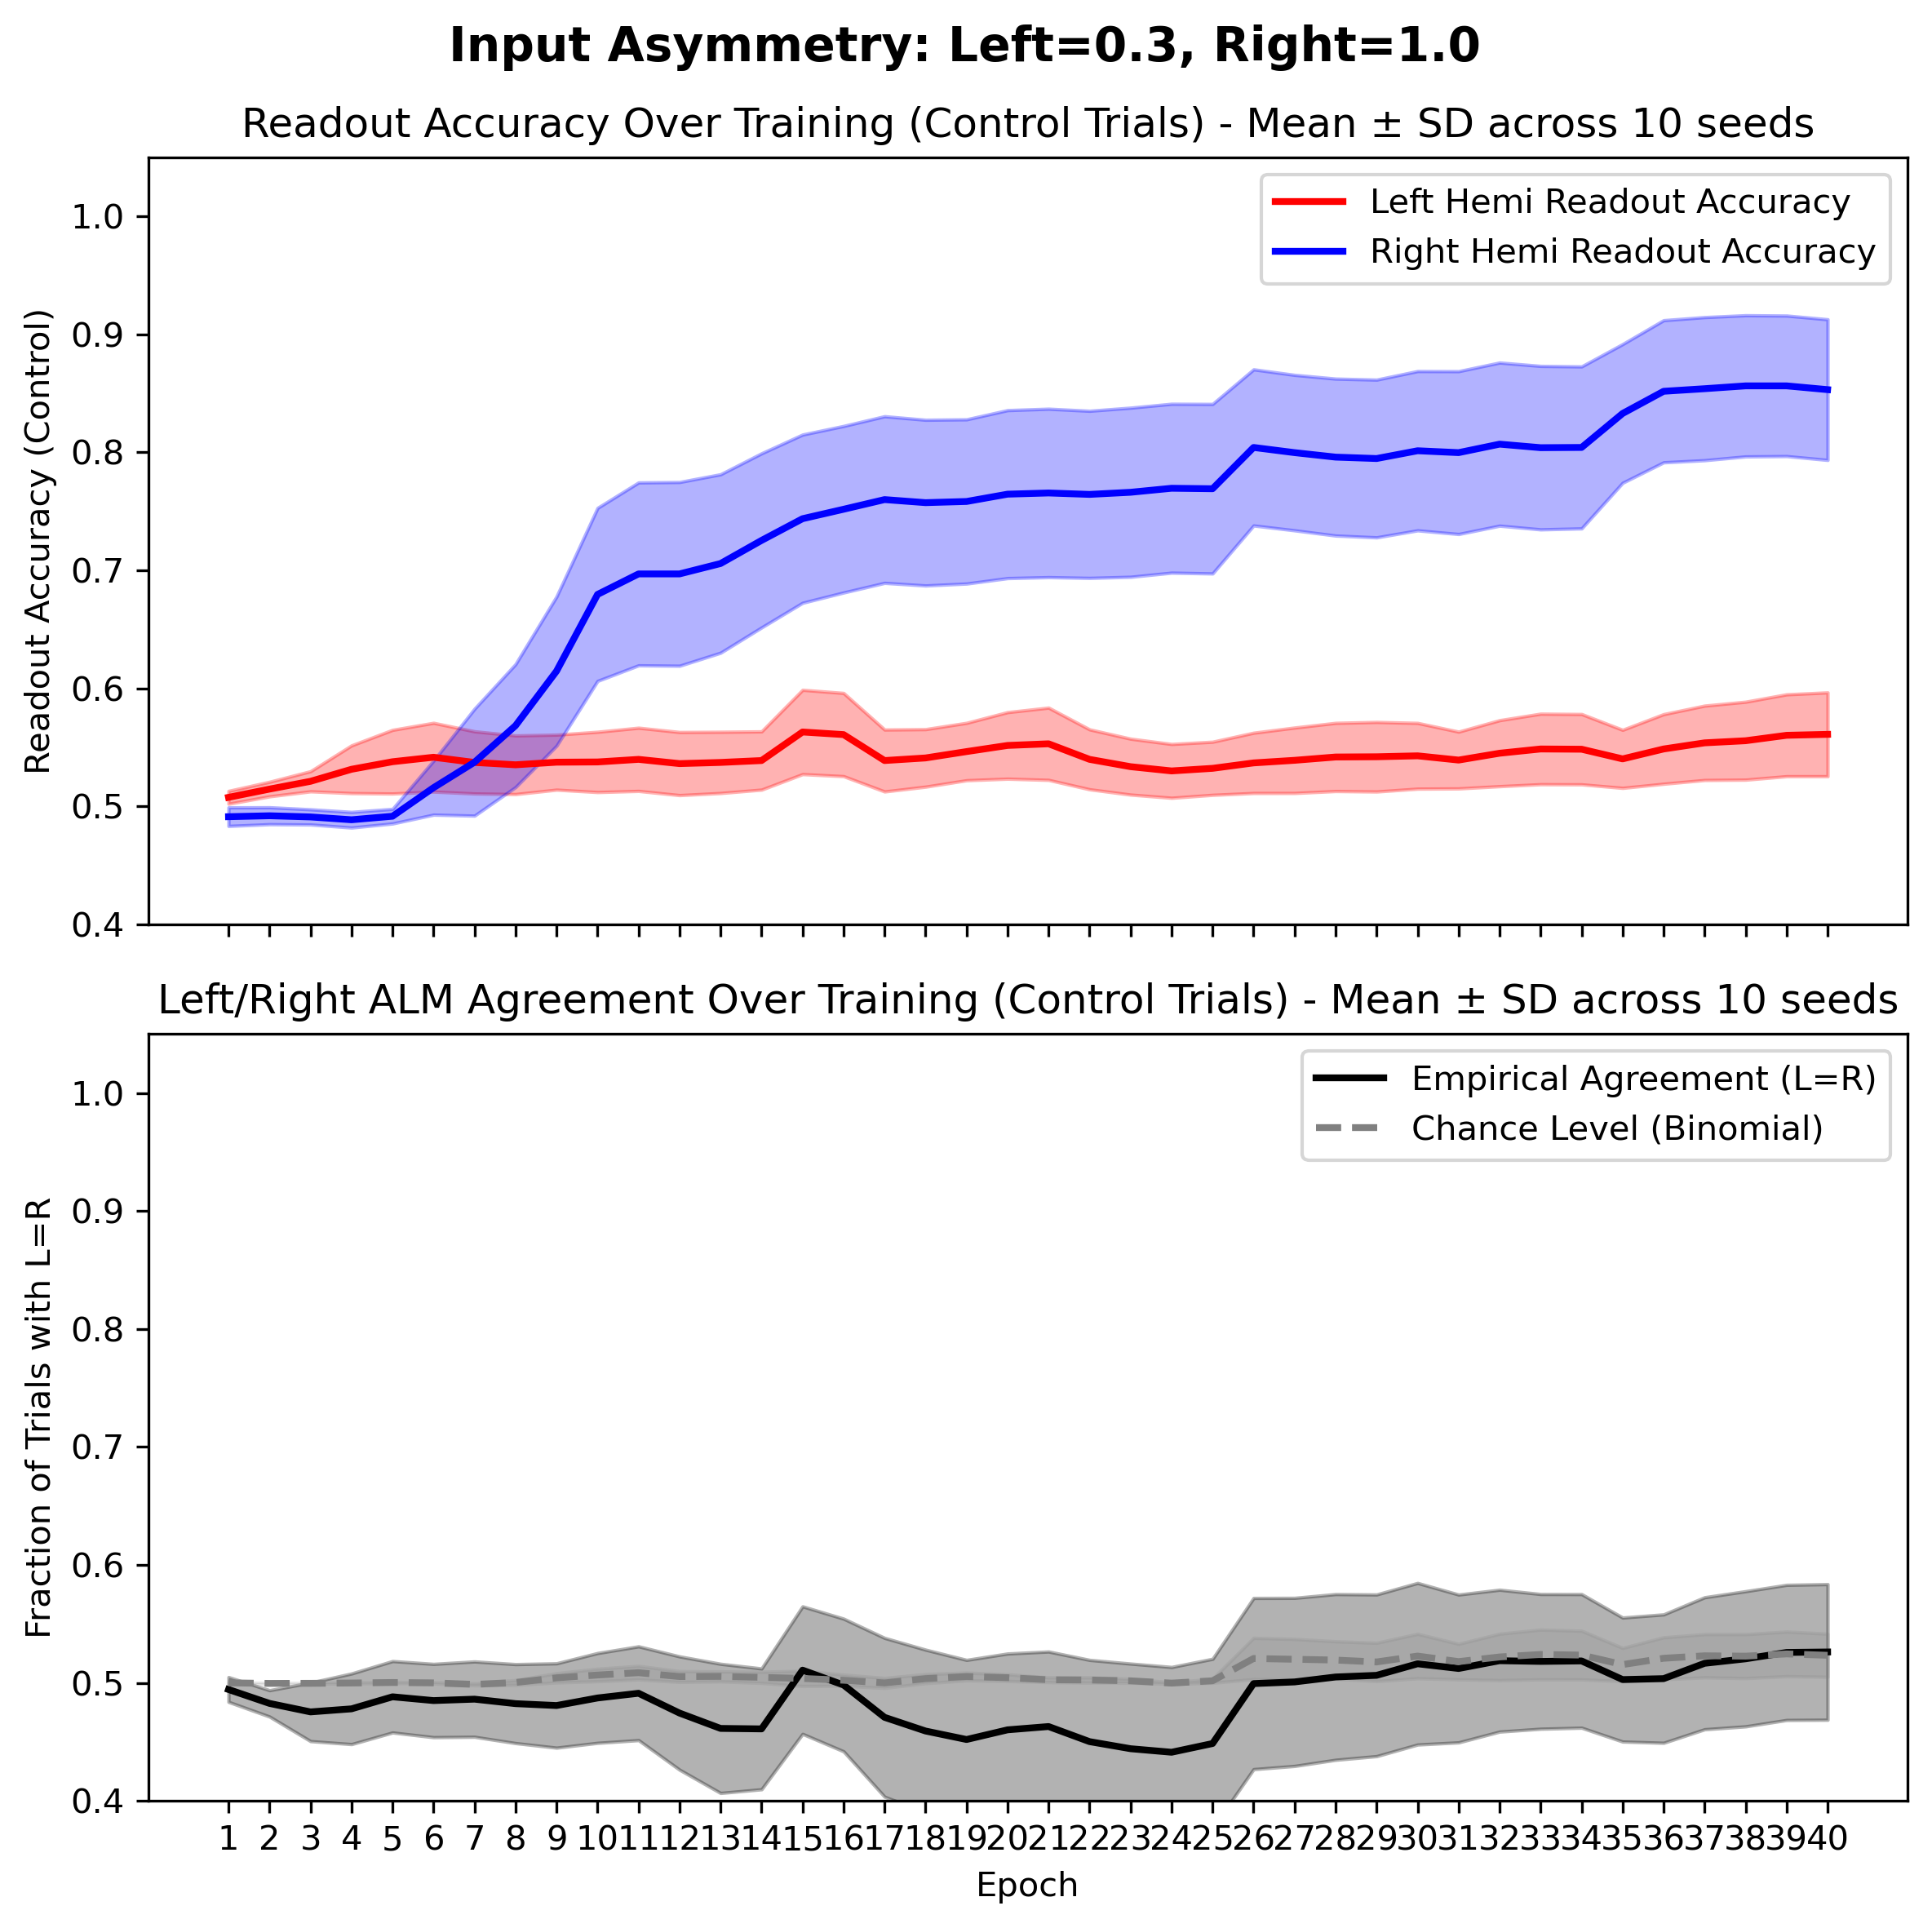 Input Asymmetry: Left=0.3, Right=1.0
Readout Accuracy Over Training (Control Trials) - Mean ± SD across 10 seeds
Readout Accuracy (Control)
1.0
0.9
0.8
0.7
0.6
0.5
0.4
Left Hemi Readout Accuracy
Right Hemi Readout Accuracy
Left/Right ALM Agreement Over Training (Control Trials) - Mean ± SD across 10 seeds
Fraction of Trials with L=R
1.0
0.9
0.8
0.7
0.6
0.5
0.4
Empirical Agreement (L=R)
Chance Level (Binomial)
1 2 3 4 5 6 7 8 9 10 11 12 13 14 15 16 17 18 19 20 21 22 23 24 25 26 27 28 29 30 31 32 33 34 35 36 37 38 39 40
Epoch